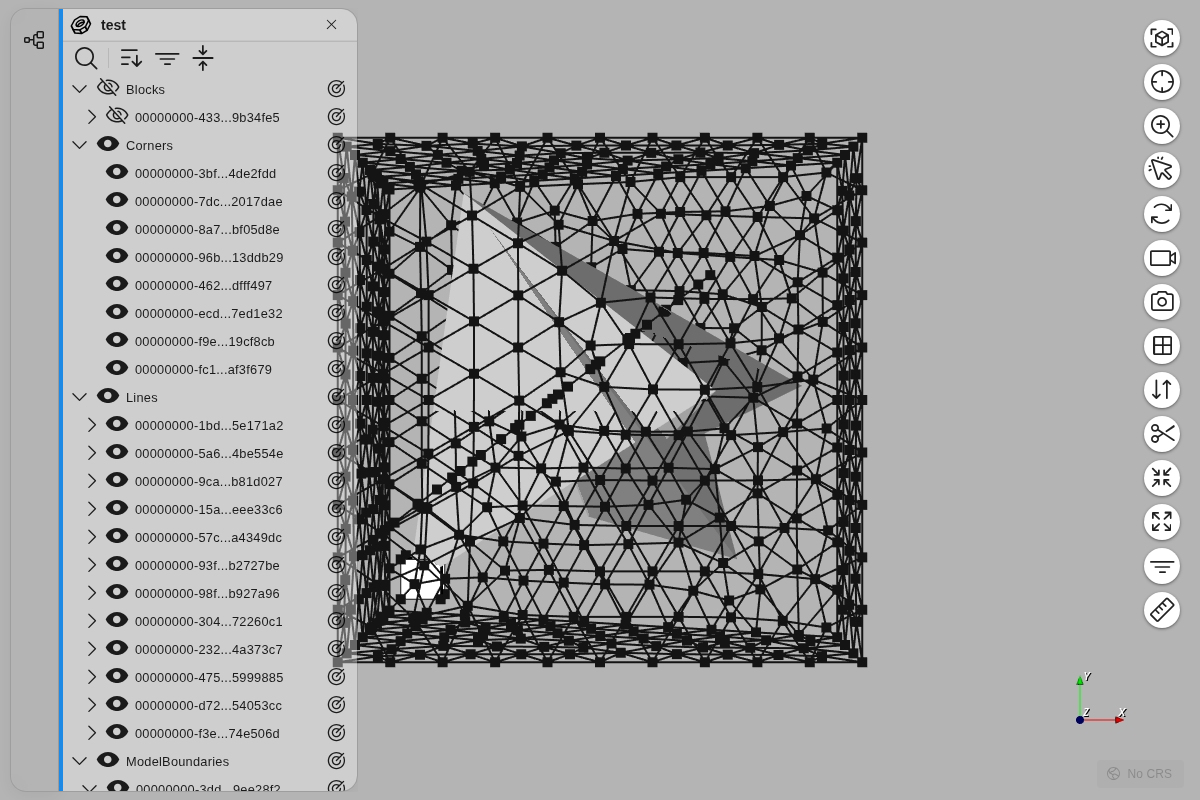 test
Blocks
00000000-433...9b34fe5
Corners
00000000-3bf...4de2fdd
00000000-7dc...2017dae
00000000-8a7...bf05d8e
00000000-96b...13ddb29
00000000-462...dfff497
00000000-ecd...7ed1e32
00000000-f9e...19cf8cb
00000000-fc1...af3f679
Lines
00000000-1bd...5e171a2
00000000-5a6...4be554e
00000000-9ca...b81d027
00000000-15a...eee33c6
00000000-57c...a4349dc
00000000-93f...b2727be
00000000-98f...b927a96
00000000-304...72260c1
00000000-232...4a373c7
00000000-475...5999885
00000000-d72...54053cc
00000000-f3e...74e506d
ModelBoundaries
00000000-3dd...9ee28f2
Y
Z X
No CRS